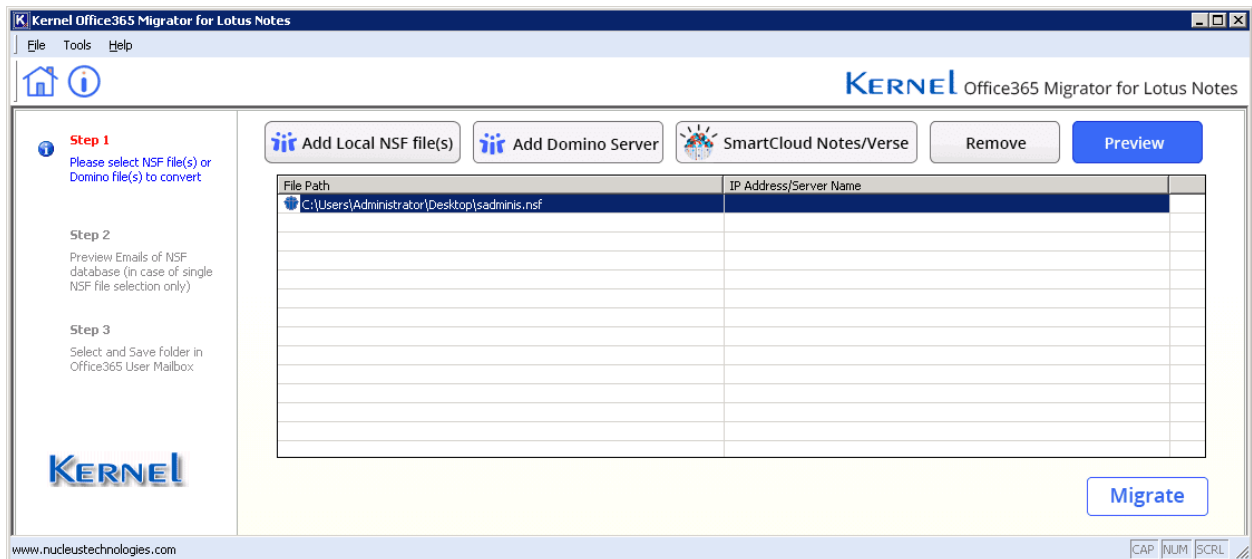 Kernel Office365 Migrator for Lotus Notes
File Tools Help
KERNEL Office365 Migrator for Lotus Notes
Step 1
Please select NSF file(s) or
Domino file(s) to convert
Step 2
Preview Emails of NSF
database (in case of single
NSF file selection only)
Step 3
Select and Save folder in
Office365 User Mailbox
KERNEL
Add Local NSF file(s) Add Domino Server SmartCloud Notes/Verse Remove Preview
File Path IP Address/Server Name
C:\Users\Administrator\Desktop\sadminis.nsf
Migrate
www.nucleustechnologies.com CAP NUM SCRL